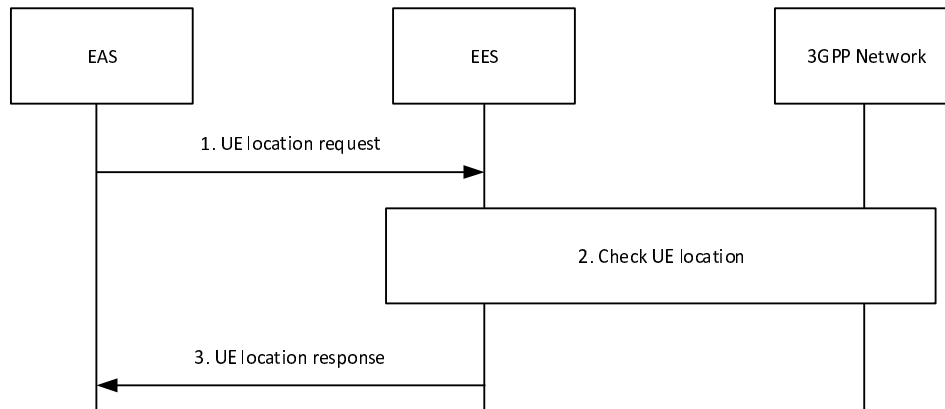 EAS
EES
3GPP Network
1. UE location request
2. Check UE location
3. UE location response